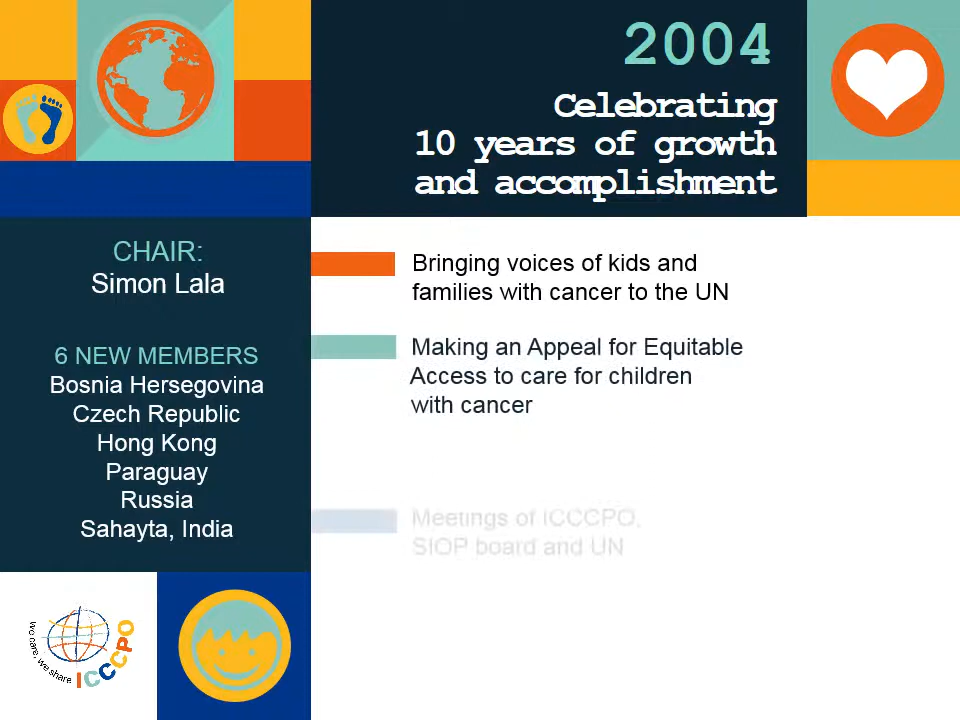 2004
Celebrating
10 years of growth
and accomplishment
CHAIR:
Simon Lala
6 NEW MEMBERS
Bosnia Hersegovina
Czech Republic
Hong Kong
Paraguay
Russia
Sahayta, India
Bringing voices of kids and
families with cancer to the UN
Making an Appeal for Equitable
Access to care for children
with cancer
Meetings of ICCCPO,
SIOP board and UN
We care, we share
ICCCPO